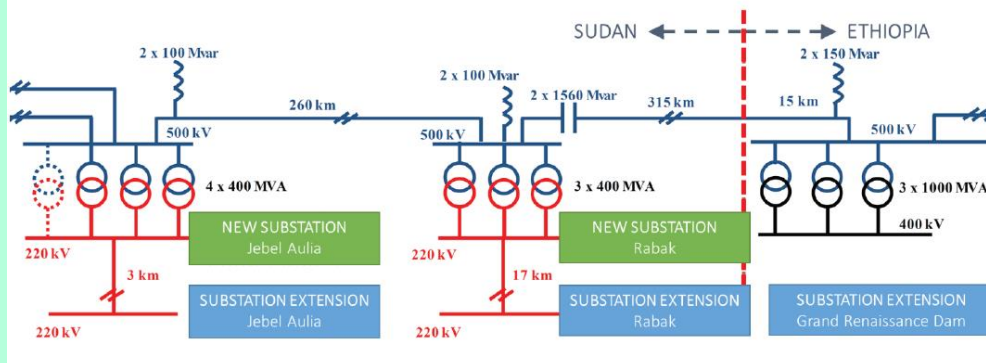 SUDAN
ETHIOPIA
2 x 100 Mvar
2 x 100 Mvar
2 x 150 Mvar
260 km
2 x 1560 Mvar
315 km
15 km
500 kV
500 kV
500 kV
4 x 400 MVA
3 x 400 MVA
3 x 1000 MVA
400 kV
NEW SUBSTATION
Jebel Aulia
NEW SUBSTATION
Rabak
220 kV
220 kV
3 km
17 km
SUBSTATION EXTENSION
Jebel Aulia
SUBSTATION EXTENSION
Rabak
SUBSTATION EXTENSION
Grand Renaissance Dam
220 kV
220 kV